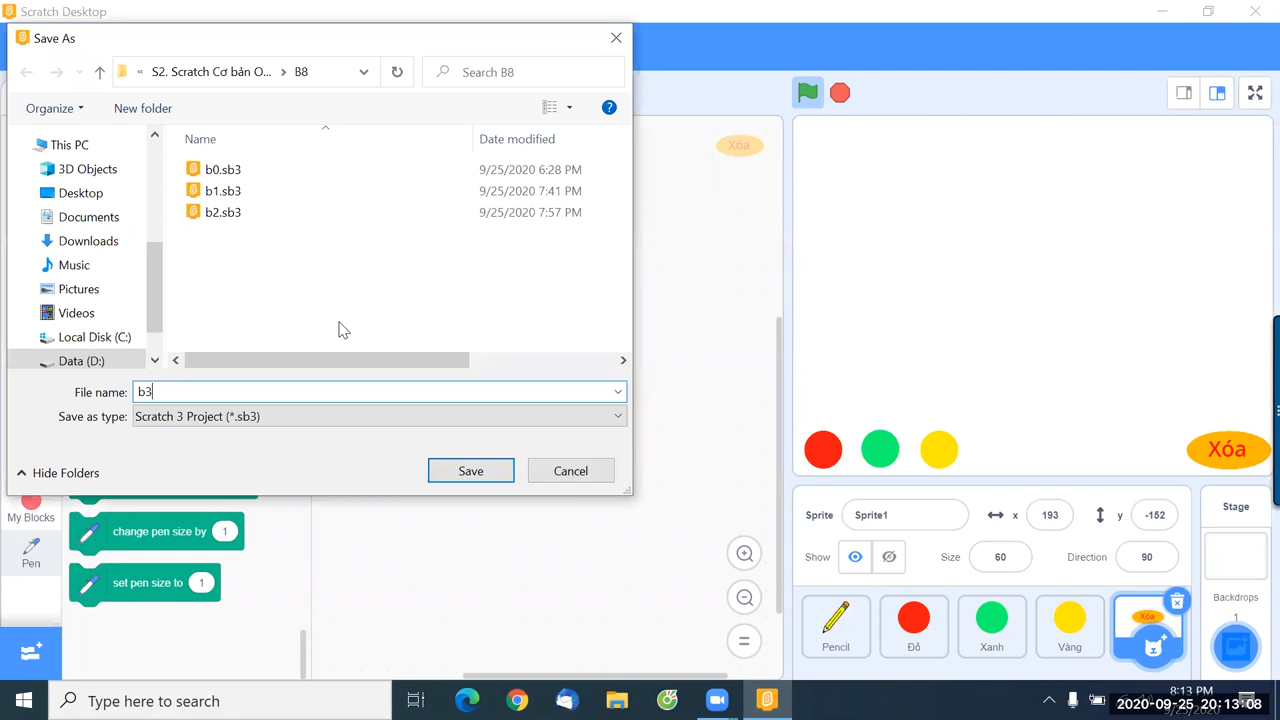 Scratch Desktop
Save As
« S2. Scratch Cơ bản O... > B8
Search B8
Organize
New folder
Name
Date modified
This PC
3D Objects
Desktop
Documents
Downloads
Music
Pictures
Videos
Local Disk (C:)
Data (D:)
b0.sb3 9/25/2020 6:28 PM
b1.sb3 9/25/2020 7:41 PM
b2.sb3 9/25/2020 7:57 PM
File name: b3
Save as type: Scratch 3 Project (*.sb3)
Hide Folders
Save
Cancel
Xóa
Xóa
My Blocks
Pen
change pen size by 1
set pen size to 1
Sprite Sprite1 x 193 y -152
Show Size 60 Direction 90
Pencil
Đỏ
Xanh
Vàng
Xóa
Stage
Backdrops
1
Type here to search
8:13 PM
9/25/2020
2020-09-25 20:13:08